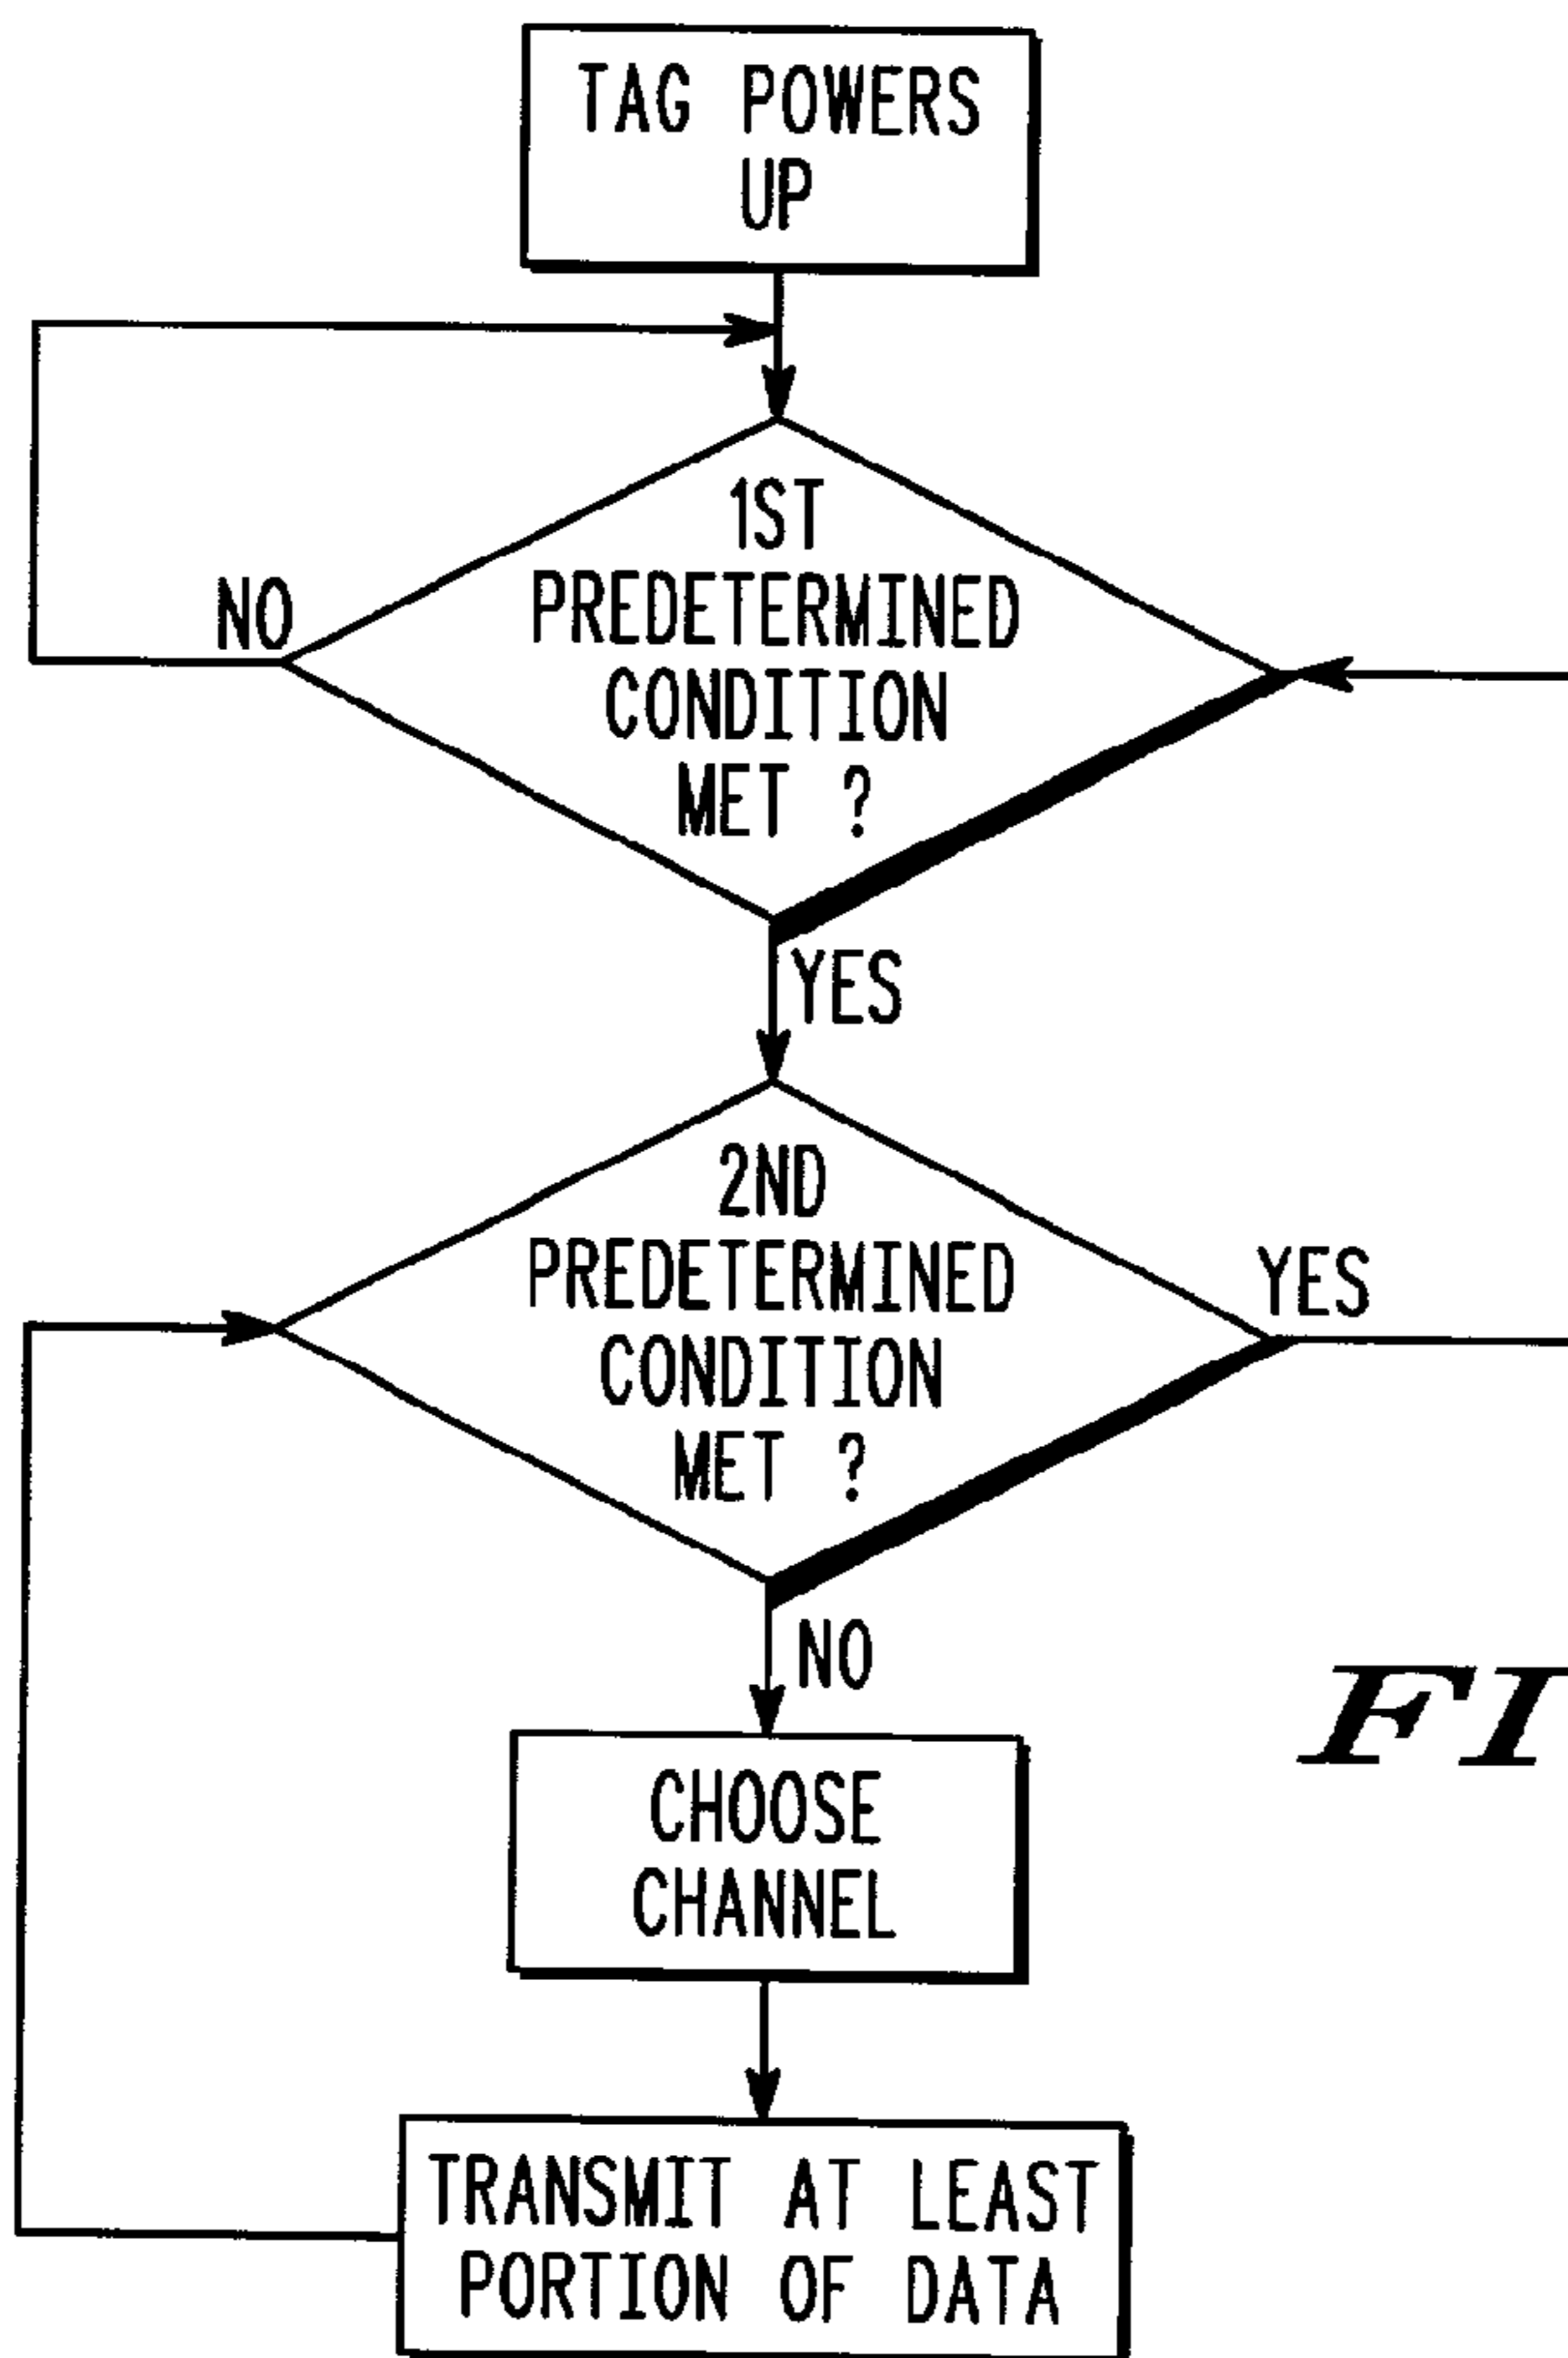 TAG POWERS
UP
1ST
PREDETERMINED
CONDITION
MET ?
NO
YES
2ND
PREDETERMINED
CONDITION
MET ?
YES
NO
FI
CHOOSE
CHANNEL
TRANSMIT AT LEAST
PORTION OF DATA